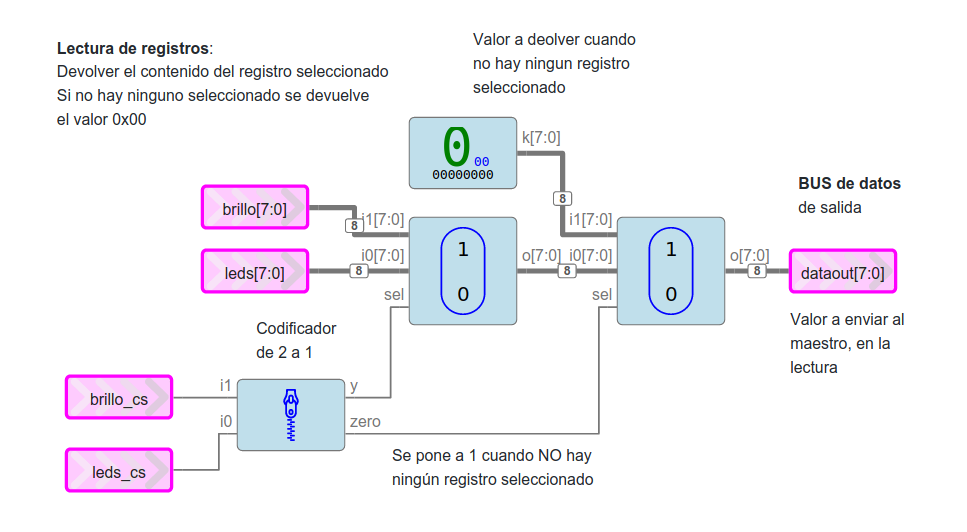 Lectura de registros:
Devolver el contenido del registro seleccionado
Si no hay ninguno seleccionado se devuelve
el valor 0x00
Valor a deolver cuando
no hay ningun registro
seleccionado
0 00
00000000
k[7:0]
BUS de datos
de salida
brillo[7:0]
8
i1[7:0]
8
i1[7:0]
leds[7:0]
8
i0[7:0]
1
0
o[7:0]
8
i0[7:0]
1
0
o[7:0]
8
dataout[7:0]
sel
sel
Valor a enviar al
maestro, en la
lectura
Codificador
de 2 a 1
brillo_cs
i1
y
i0
zero
leds_cs
Se pone a 1 cuando NO hay
ningún registro seleccionado